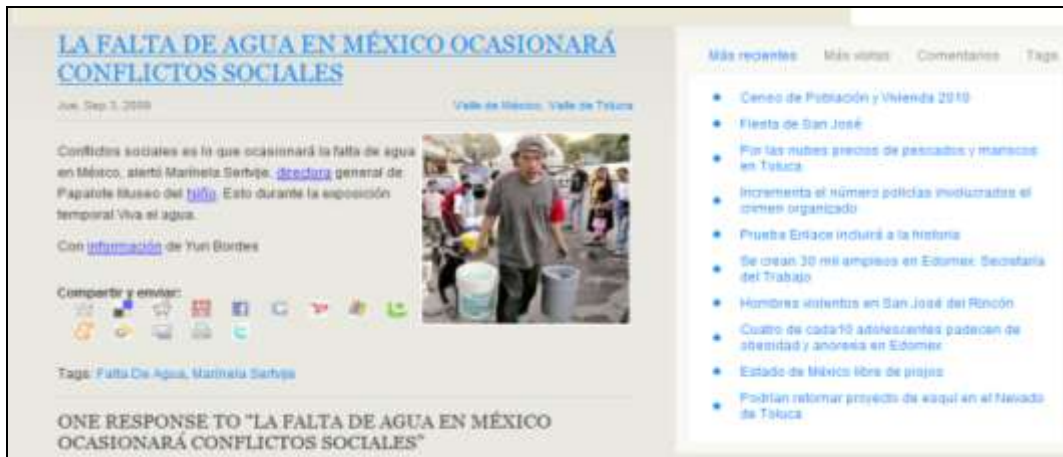 LA FALTA DE AGUA EN MÉXICO OCASIONARÁ
CONFLICTOS SOCIALES
Jue, Sep 3, 2009
Valle de México, Valle de Toluca
Conflictos sociales es lo que ocasionará la falta de agua
en México, alertó Marinela Servije, directora general de
Papalote Museo del Niño. Esto durante la exposición
temporal Viva el agua.
Con información de Yuri Bordes
Compartir y enviar:
Tags: Falta De Agua, Marinela Servije
ONE RESPONSE TO "LA FALTA DE AGUA EN MÉXICO
OCASIONARÁ CONFLICTOS SOCIALES"
Más recientes Más vistos Comentarios Tags
Censo de Población y Vivienda 2010
Fiesta de San José
Por las nubes precios de pescados y mariscos
en Toluca
Incrementa el número policías involucrados el
crimen organizado
Prueba Enlace incluirá a la historia
Se crean 30 mil empleos en Edomex: Secretaría
del Trabajo
Hombres violentos en San José del Rincón
Cuatro de cada10 adolescentes padecen de
obesidad y anorexia en Edomex
Estado de México libre de piojos
Podrían retomar proyecto de esquí en el Nevado
de Toluca